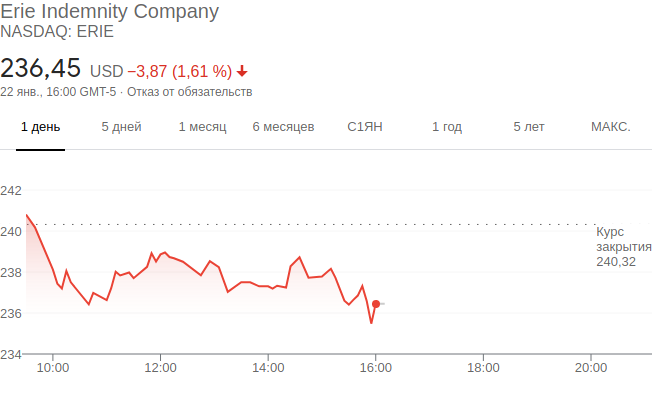 Erie Indemnity Company
NASDAQ: ERIE
236,45 USD −3,87 (1,61 %)
22 янв., 16:00 GMT-5 · Отказ от обязательств
1 день 5 дней 1 месяц 6 месяцев С1ЯН 1 год 5 лет МАКС.
242
240
238
236
234
Курс
закрытия
240,32
10:00 12:00 14:00 16:00 18:00 20:00